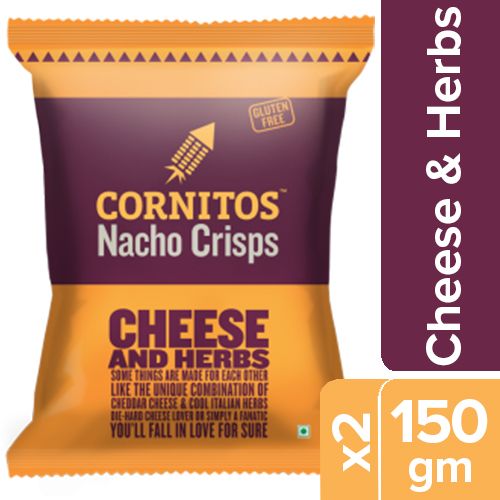 GLUTEN
FREE
CORNITOS™
Nacho Crisps
CHEESE
AND HERBS
SOME THINGS ARE MADE FOR EACH OTHER
LIKE THE UNIQUE COMBINATION OF
CHEDDAR CHEESE & COOL ITALIAN HERBS
DIE-HARD CHEESE LOVER OR SIMPLY A FANATIC
YOU'LL FALL IN LOVE FOR SURE
Cheese & Herbs
x2
150
gm